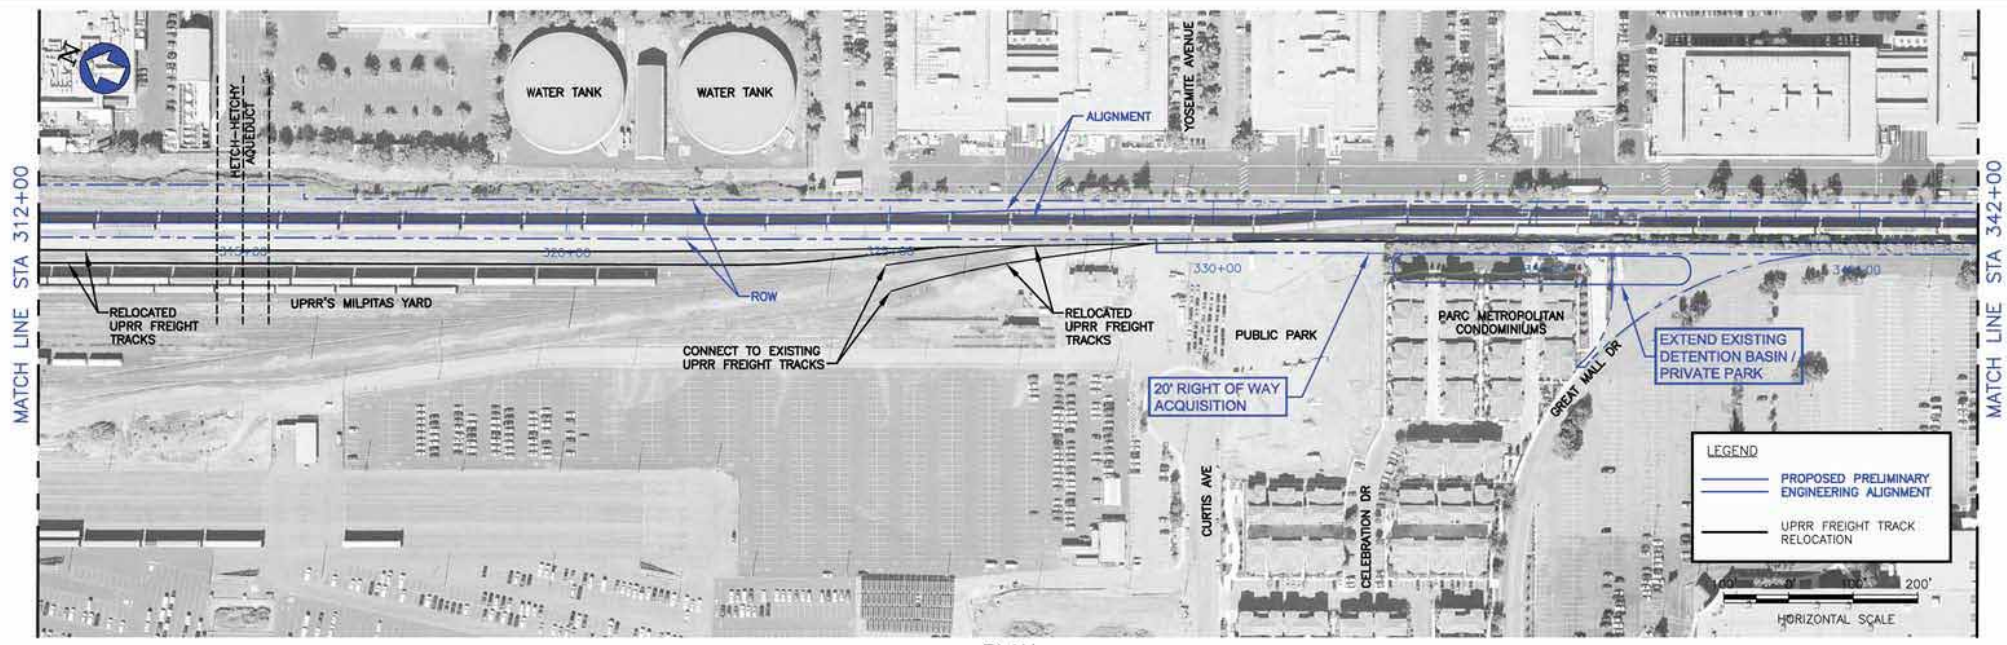 N
HETCH-HETCHY
AQUEDUCT
WATER TANK
WATER TANK
YOSEMITE AVENUE
ALIGNMENT
MATCH LINE STA 312+00
MATCH LINE STA 342+00
320+00
330+00
ROW
UPRR'S MILPITAS YARD
RELOCATED
UPRR FREIGHT
TRACKS
CONNECT TO EXISTING
UPRR FREIGHT TRACKS
RELOCATED
UPRR FREIGHT
TRACKS
PUBLIC PARK
PARC METROPOLITAN
CONDOMINIUMS
20' RIGHT OF WAY
ACQUISITION
EXTEND EXISTING
DETENTION BASIN /
PRIVATE PARK
GREAT MALL DR
CURTIS AVE
CELEBRATION DR
LEGEND
PROPOSED PRELIMINARY
ENGINEERING ALIGNMENT
UPRR FREIGHT TRACK
RELOCATION
100' 0' 100' 200'
HORIZONTAL SCALE